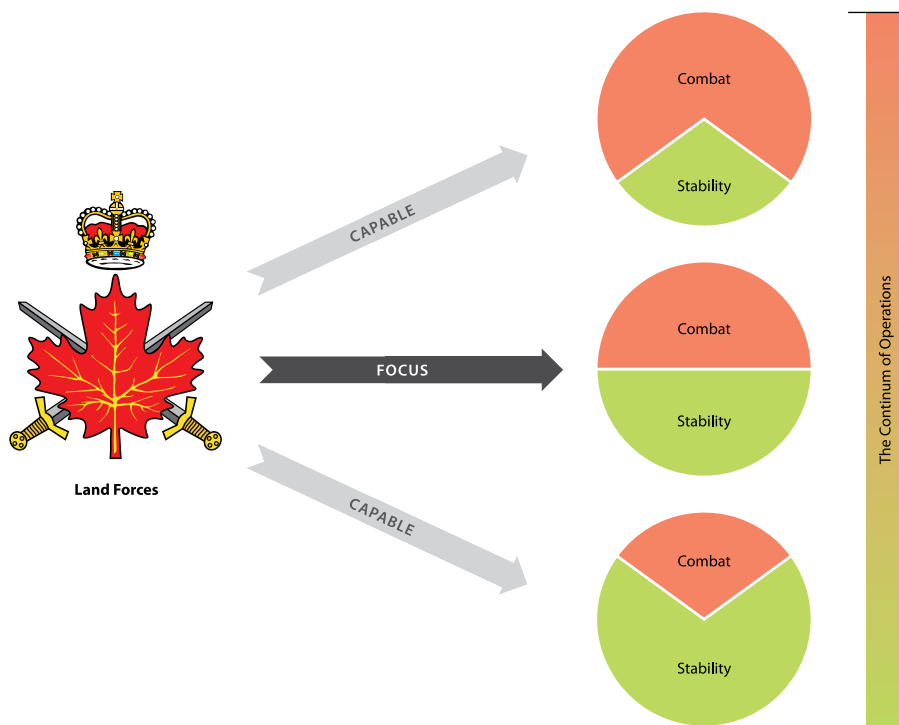 Combat
Stability
CAPABLE
Land Forces
FOCUS
Combat
Stability
CAPABLE
Combat
Stability
The Continuum of Operations